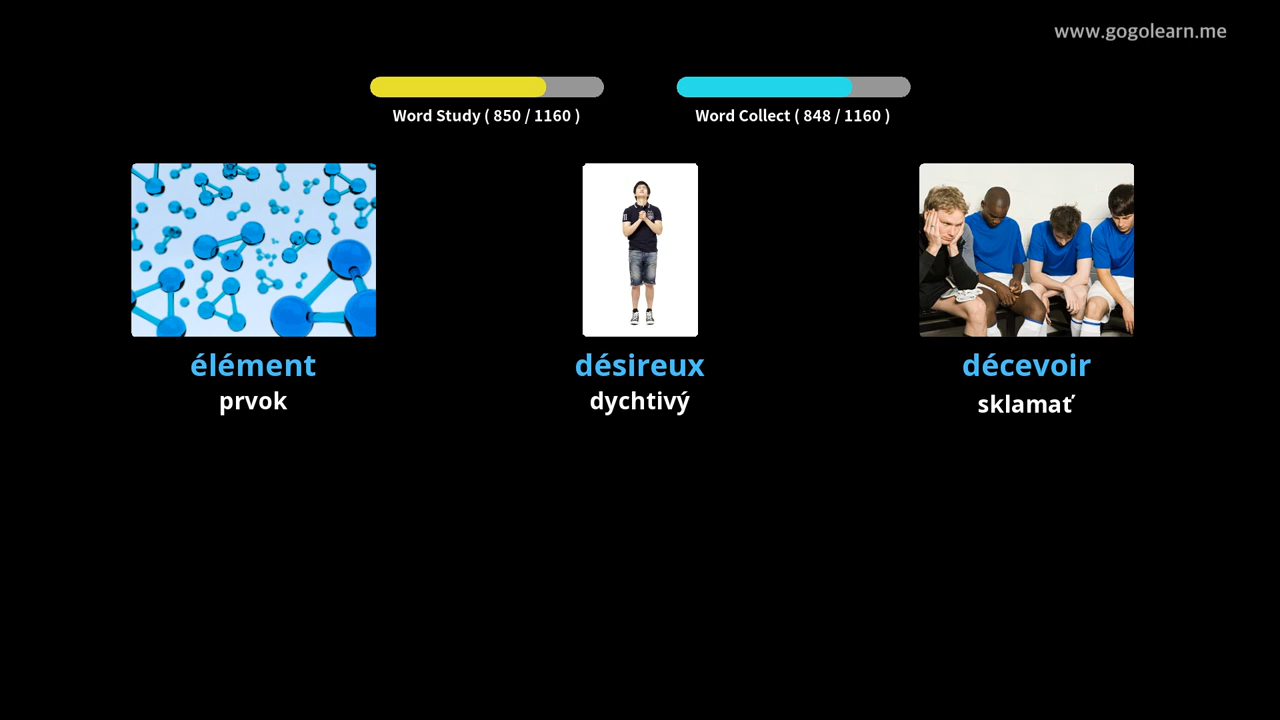 www.gogolearn.me
Word Study ( 850 / 1160 )
Word Collect ( 848 / 1160 )
élément
désireux
décevoir
prvok
dychtivý
sklamať